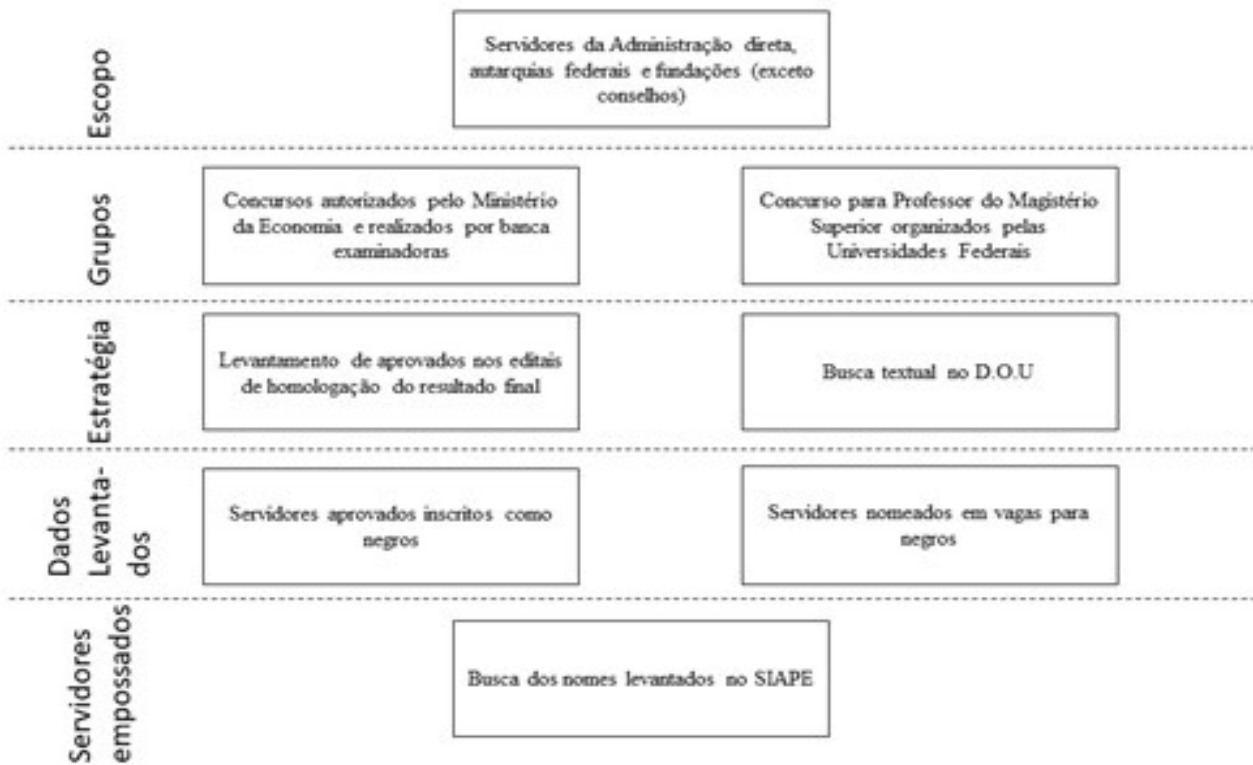 Escopo
Servidores da Administração direta,
autarquias federais e fundações (exceto
conselhos)
Grupos
Concursos autorizados pelo Ministério
da Economia e realizados por banca
examinadoras
Concurso para Professor do Magistério
Superior organizados pelas
Universidades Federais
Estratégia
Levantamento de aprovados nos editais
de homologação do resultado final
Busca textual no D.O.U
Dados
Levanta-
dos
Servidores aprovados inscritos como
negros
Servidores nomeados em vagas para
negros
Servidores
empossados
Busca dos nomes levantados no SIAPE